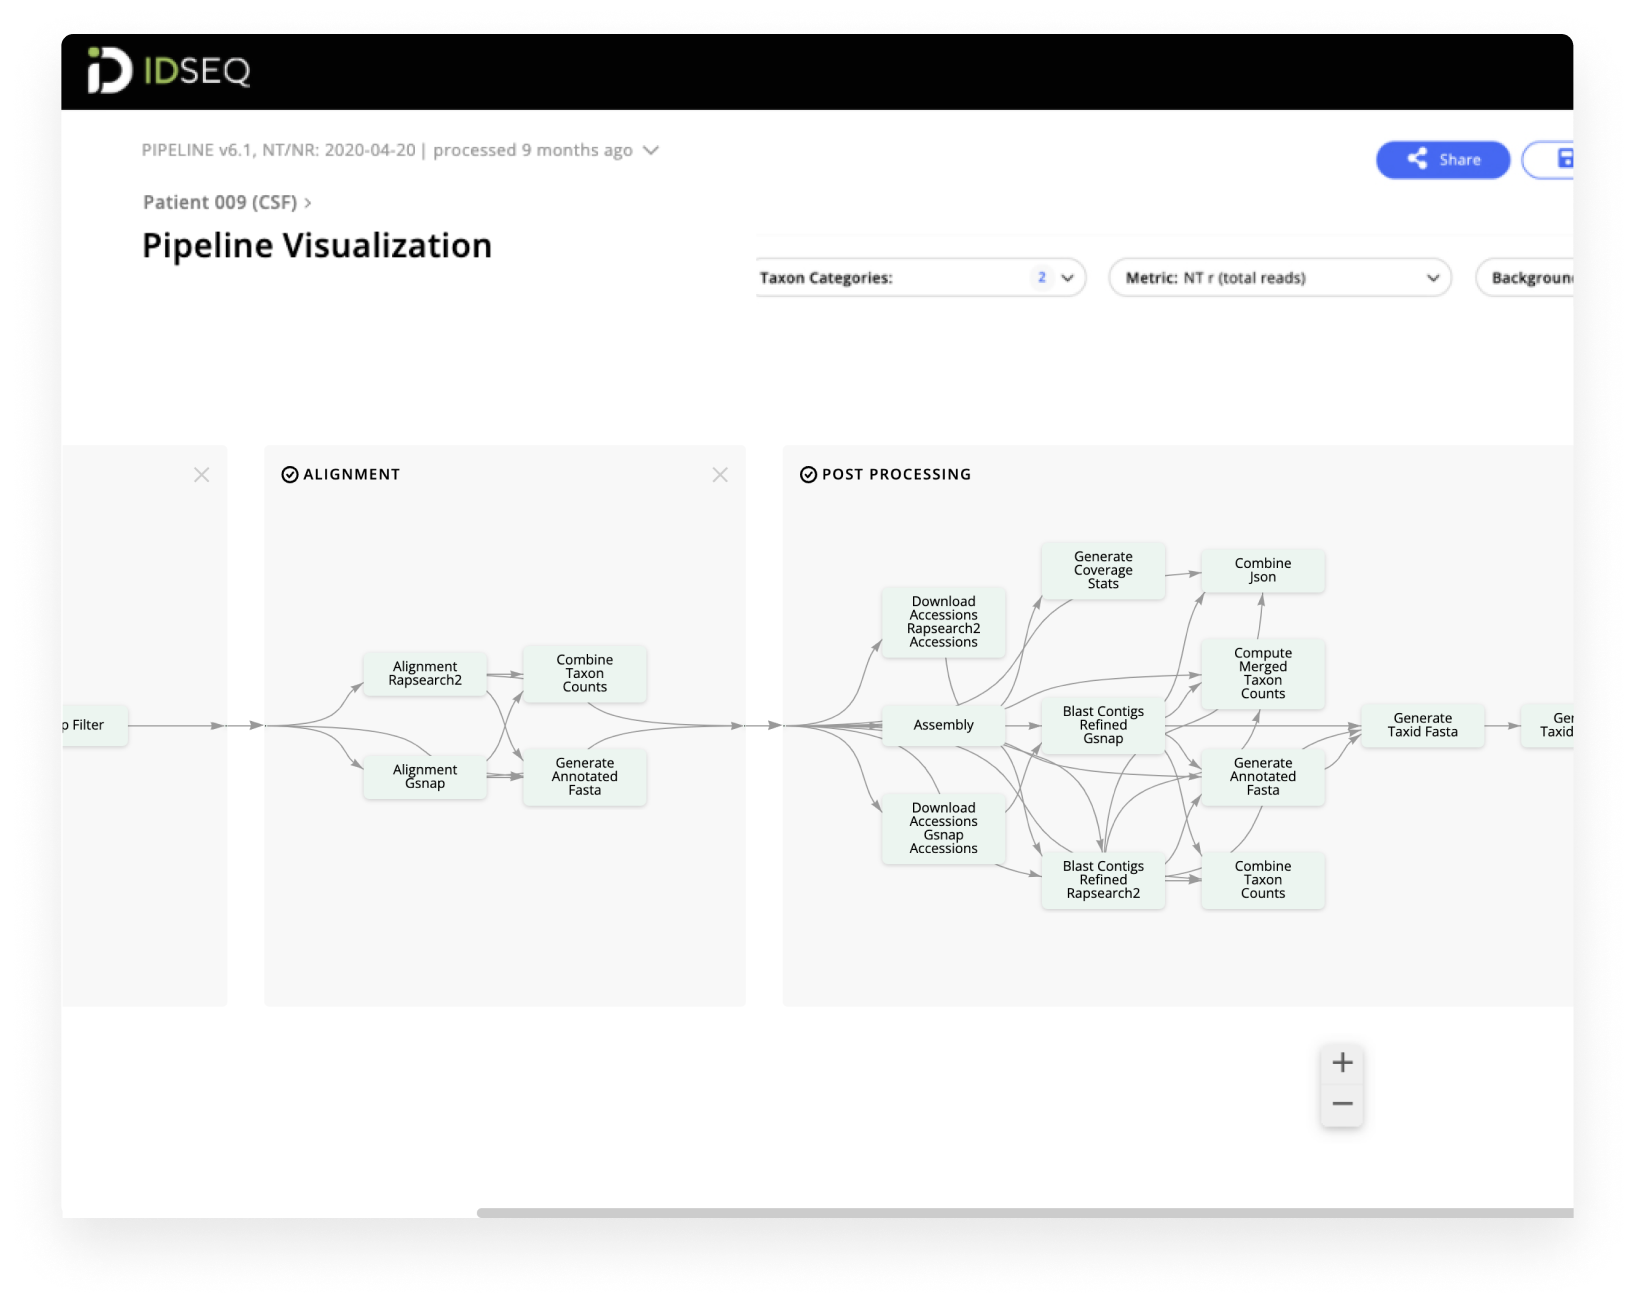 IDSEQ
PIPELINE v6.1, NT/NR: 2020-04-20 | processed 9 months ago
Share
Patient 009 (CSF) >
Pipeline Visualization
Taxon Categories: 2
Metric: NT r (total reads)
Backgroun
ALIGNMENT
POST PROCESSING
p Filter
Alignment
Rapsearch2
Combine
Taxon
Counts
Alignment
Gsnap
Generate
Annotated
Fasta
Download
Accessions
Rapsearch2
Accessions
Assembly
Download
Accessions
Gsnap
Accessions
Generate
Coverage
Stats
Blast Contigs
Refined
Gsnap
Blast Contigs
Refined
Rapsearch2
Combine
Json
Compute
Merged
Taxon
Counts
Generate
Annotated
Fasta
Combine
Taxon
Counts
Generate
Taxid Fasta
Ger
Taxid